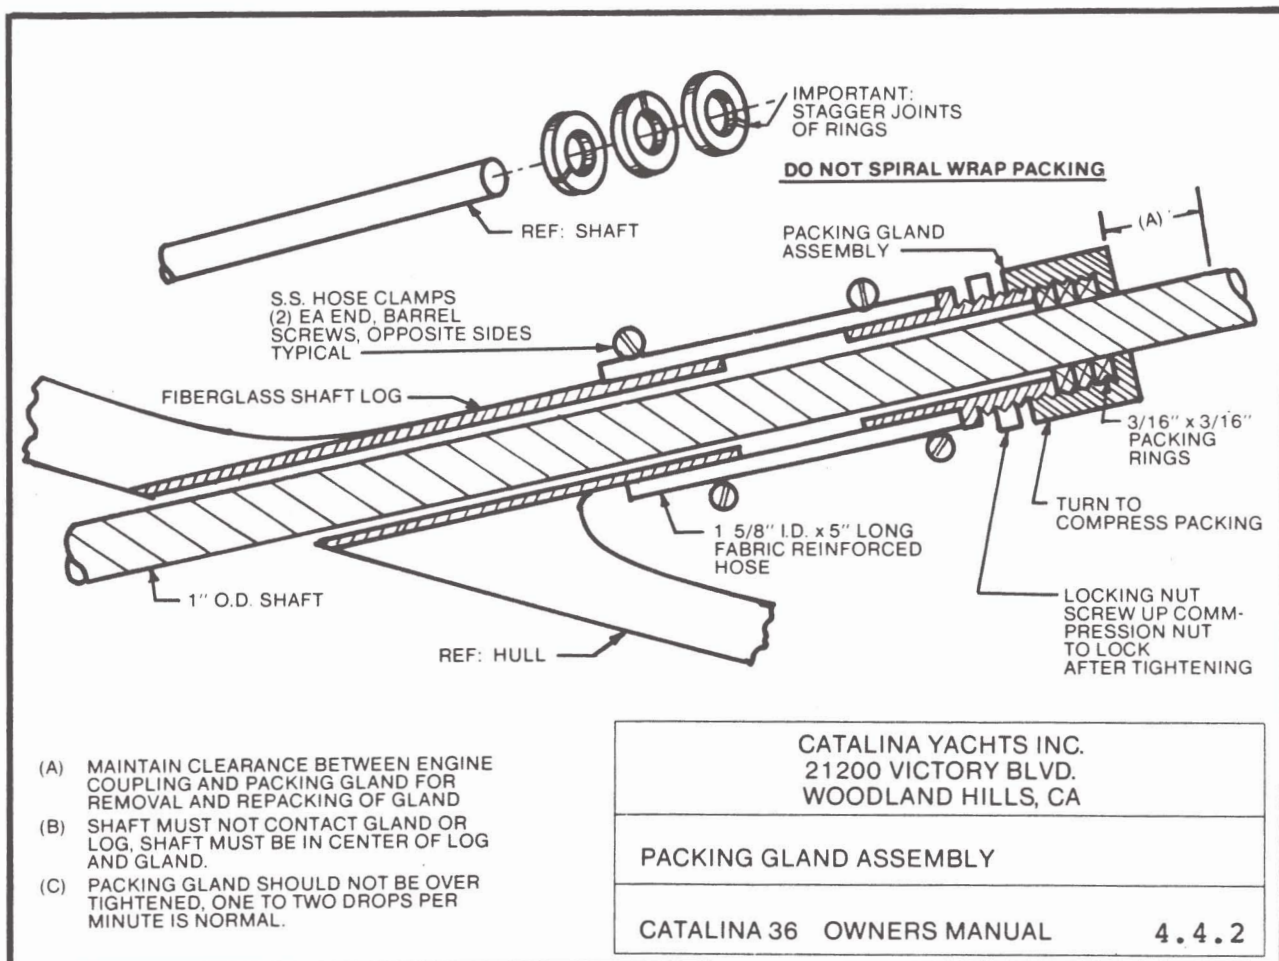 IMPORTANT:
STAGGER JOINTS
OF RINGS
DO NOT SPIRAL WRAP PACKING
REF: SHAFT
PACKING GLAND
ASSEMBLY
(A)
S.S. HOSE CLAMPS
(2) EA END, BARREL
SCREWS, OPPOSITE SIDES
TYPICAL
FIBERGLASS SHAFT LOG
3/16" x 3/16"
PACKING
RINGS
TURN TO
COMPRESS PACKING
1 5/8" I.D. x 5" LONG
FABRIC REINFORCED
HOSE
1" O.D. SHAFT
LOCKING NUT
SCREW UP COMM-
PRESSION NUT
TO LOCK
AFTER TIGHTENING
REF: HULL
(A) MAINTAIN CLEARANCE BETWEEN ENGINE
COUPLING AND PACKING GLAND FOR
REMOVAL AND REPACKING OF GLAND
(B) SHAFT MUST NOT CONTACT GLAND OR
LOG, SHAFT MUST BE IN CENTER OF LOG
AND GLAND.
(C) PACKING GLAND SHOULD NOT BE OVER
TIGHTENED, ONE TO TWO DROPS PER
MINUTE IS NORMAL.
CATALINA YACHTS INC.
21200 VICTORY BLVD.
WOODLAND HILLS, CA
PACKING GLAND ASSEMBLY
CATALINA 36 OWNERS MANUAL 4.4.2